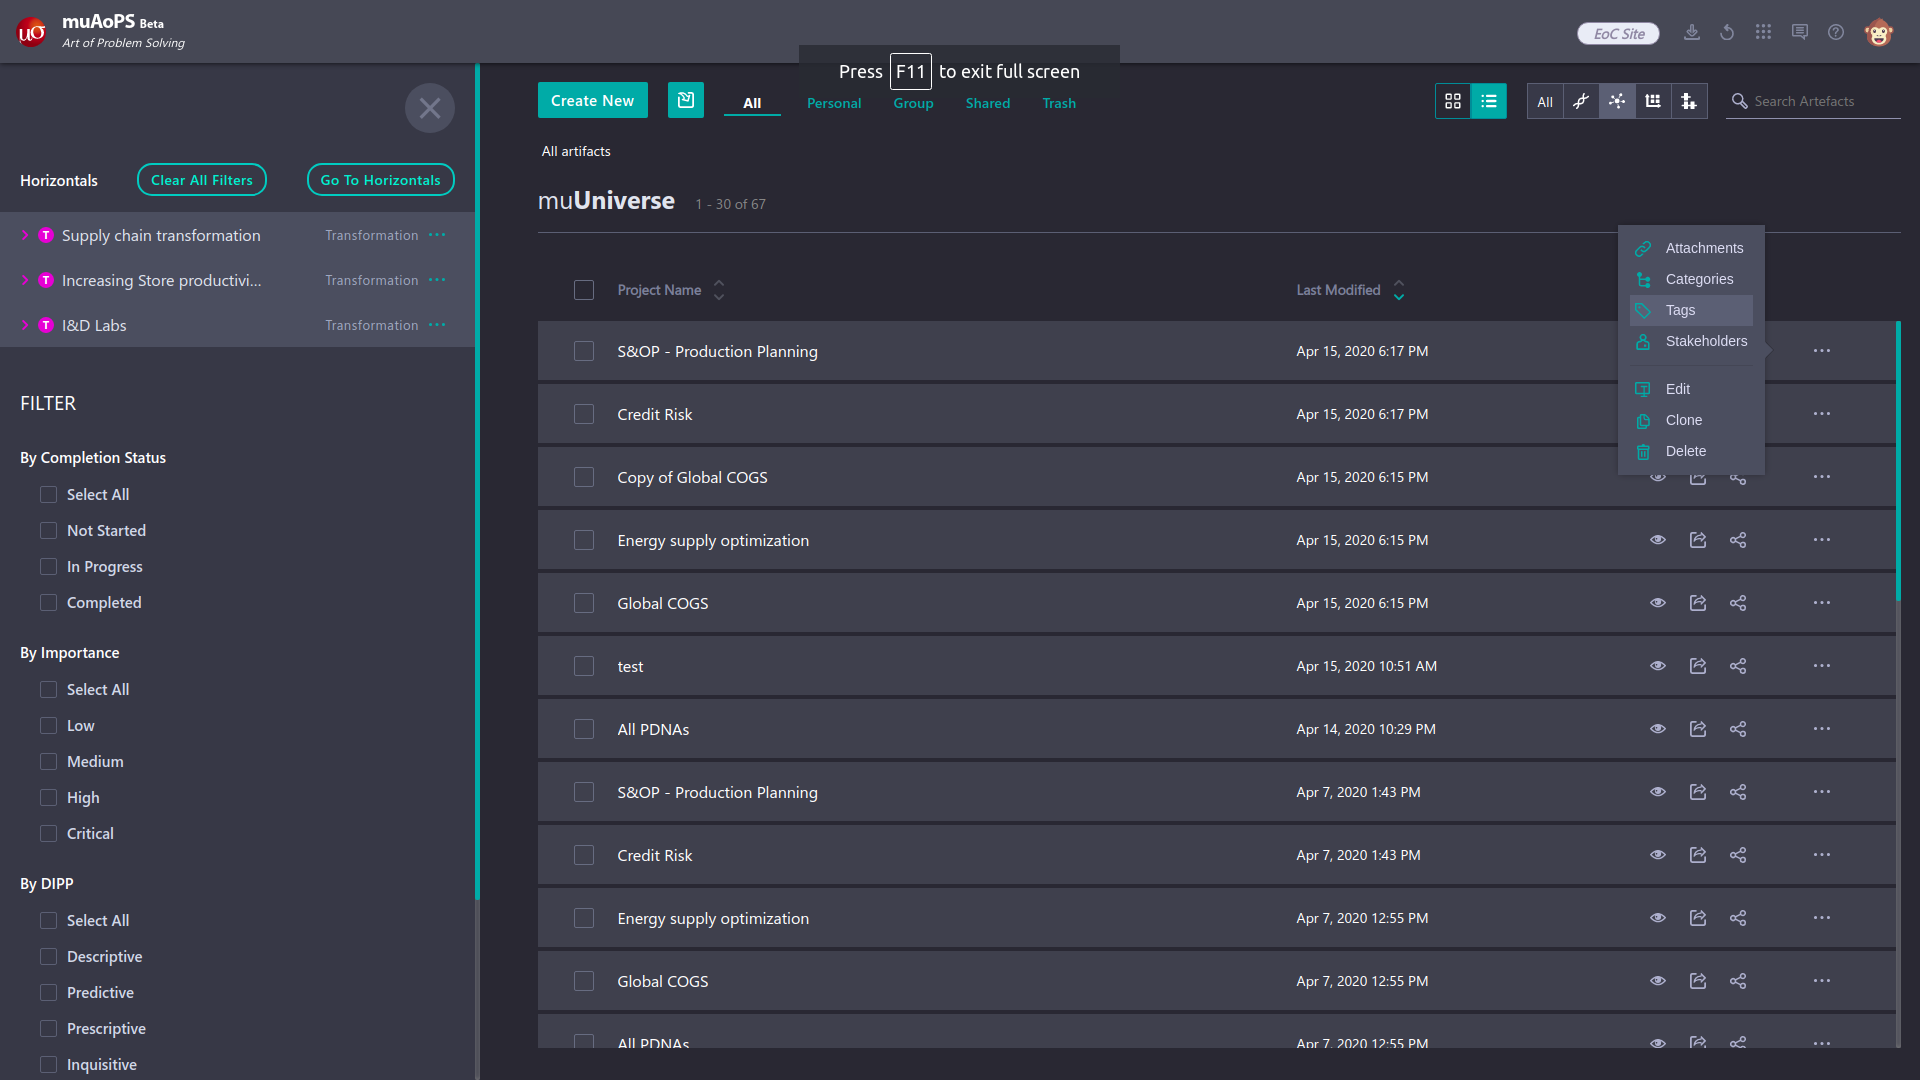 muAoPS Beta
Art of Problem Solving
EoC Site
Press F11 to exit full screen
Create New
All
Personal
Group
Shared
Trash
All
Search Artefacts
Horizontals
Clear All Filters
Go To Horizontals
T Supply chain transformation Transformation
T Increasing Store productivi... Transformation
T I&D Labs Transformation
FILTER
By Completion Status
Select All
Not Started
In Progress
Completed
By Importance
Select All
Low
Medium
High
Critical
By DIPP
Select All
Descriptive
Predictive
Prescriptive
Inquisitive
All artifacts
muUniverse 1 - 30 of 67
Project Name Last Modified
S&OP - Production Planning Apr 15, 2020 6:17 PM
Credit Risk Apr 15, 2020 6:17 PM
Copy of Global COGS Apr 15, 2020 6:15 PM
Energy supply optimization Apr 15, 2020 6:15 PM
Global COGS Apr 15, 2020 6:15 PM
test Apr 15, 2020 10:51 AM
All PDNAs Apr 14, 2020 10:29 PM
S&OP - Production Planning Apr 7, 2020 1:43 PM
Credit Risk Apr 7, 2020 1:43 PM
Energy supply optimization Apr 7, 2020 12:55 PM
Global COGS Apr 7, 2020 12:55 PM
All PDNAs Apr 7, 2020 12:55 PM
Attachments
Categories
Tags
Stakeholders
Edit
Clone
Delete